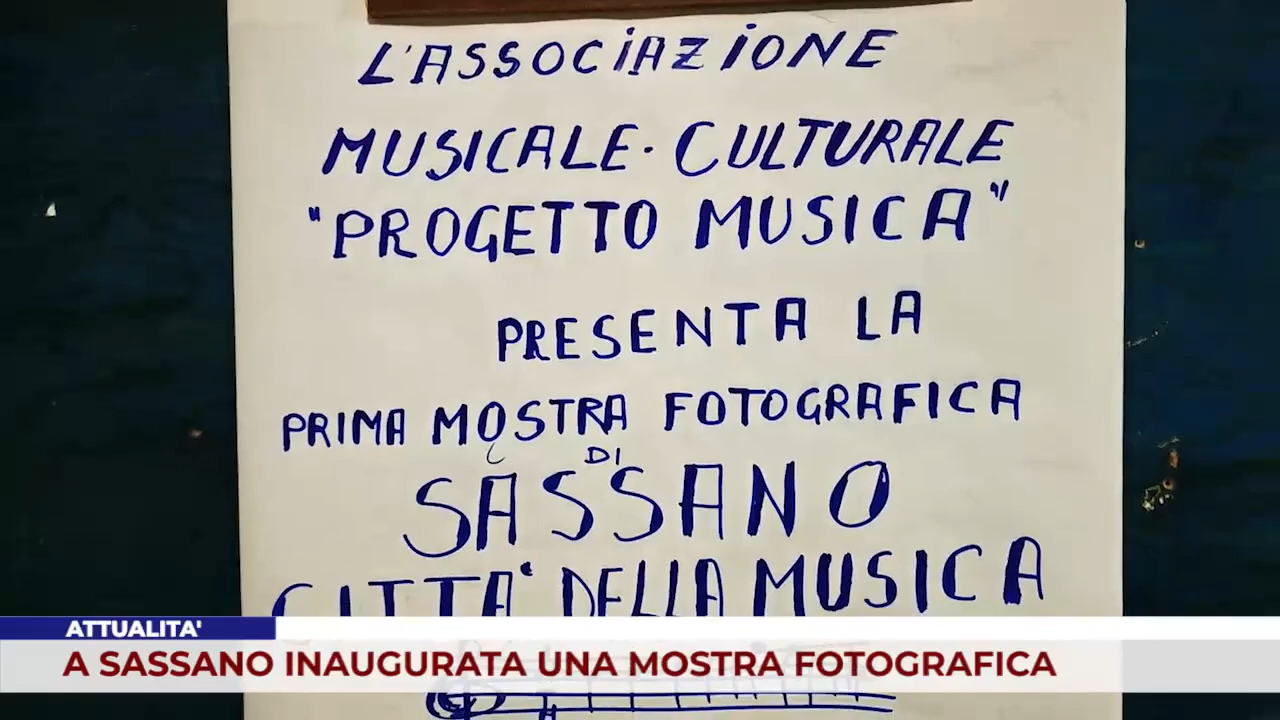 L'ASSOCIAZIONE
MUSICALE · CULTURALE
"PROGETTO MUSICA"
PRESENTA LA
PRIMA MOSTRA FOTOGRAFICA
DI
SASSANO
CITTA' DELLA MUSICA
ATTUALITA'
A SASSANO INAUGURATA UNA MOSTRA FOTOGRAFICA